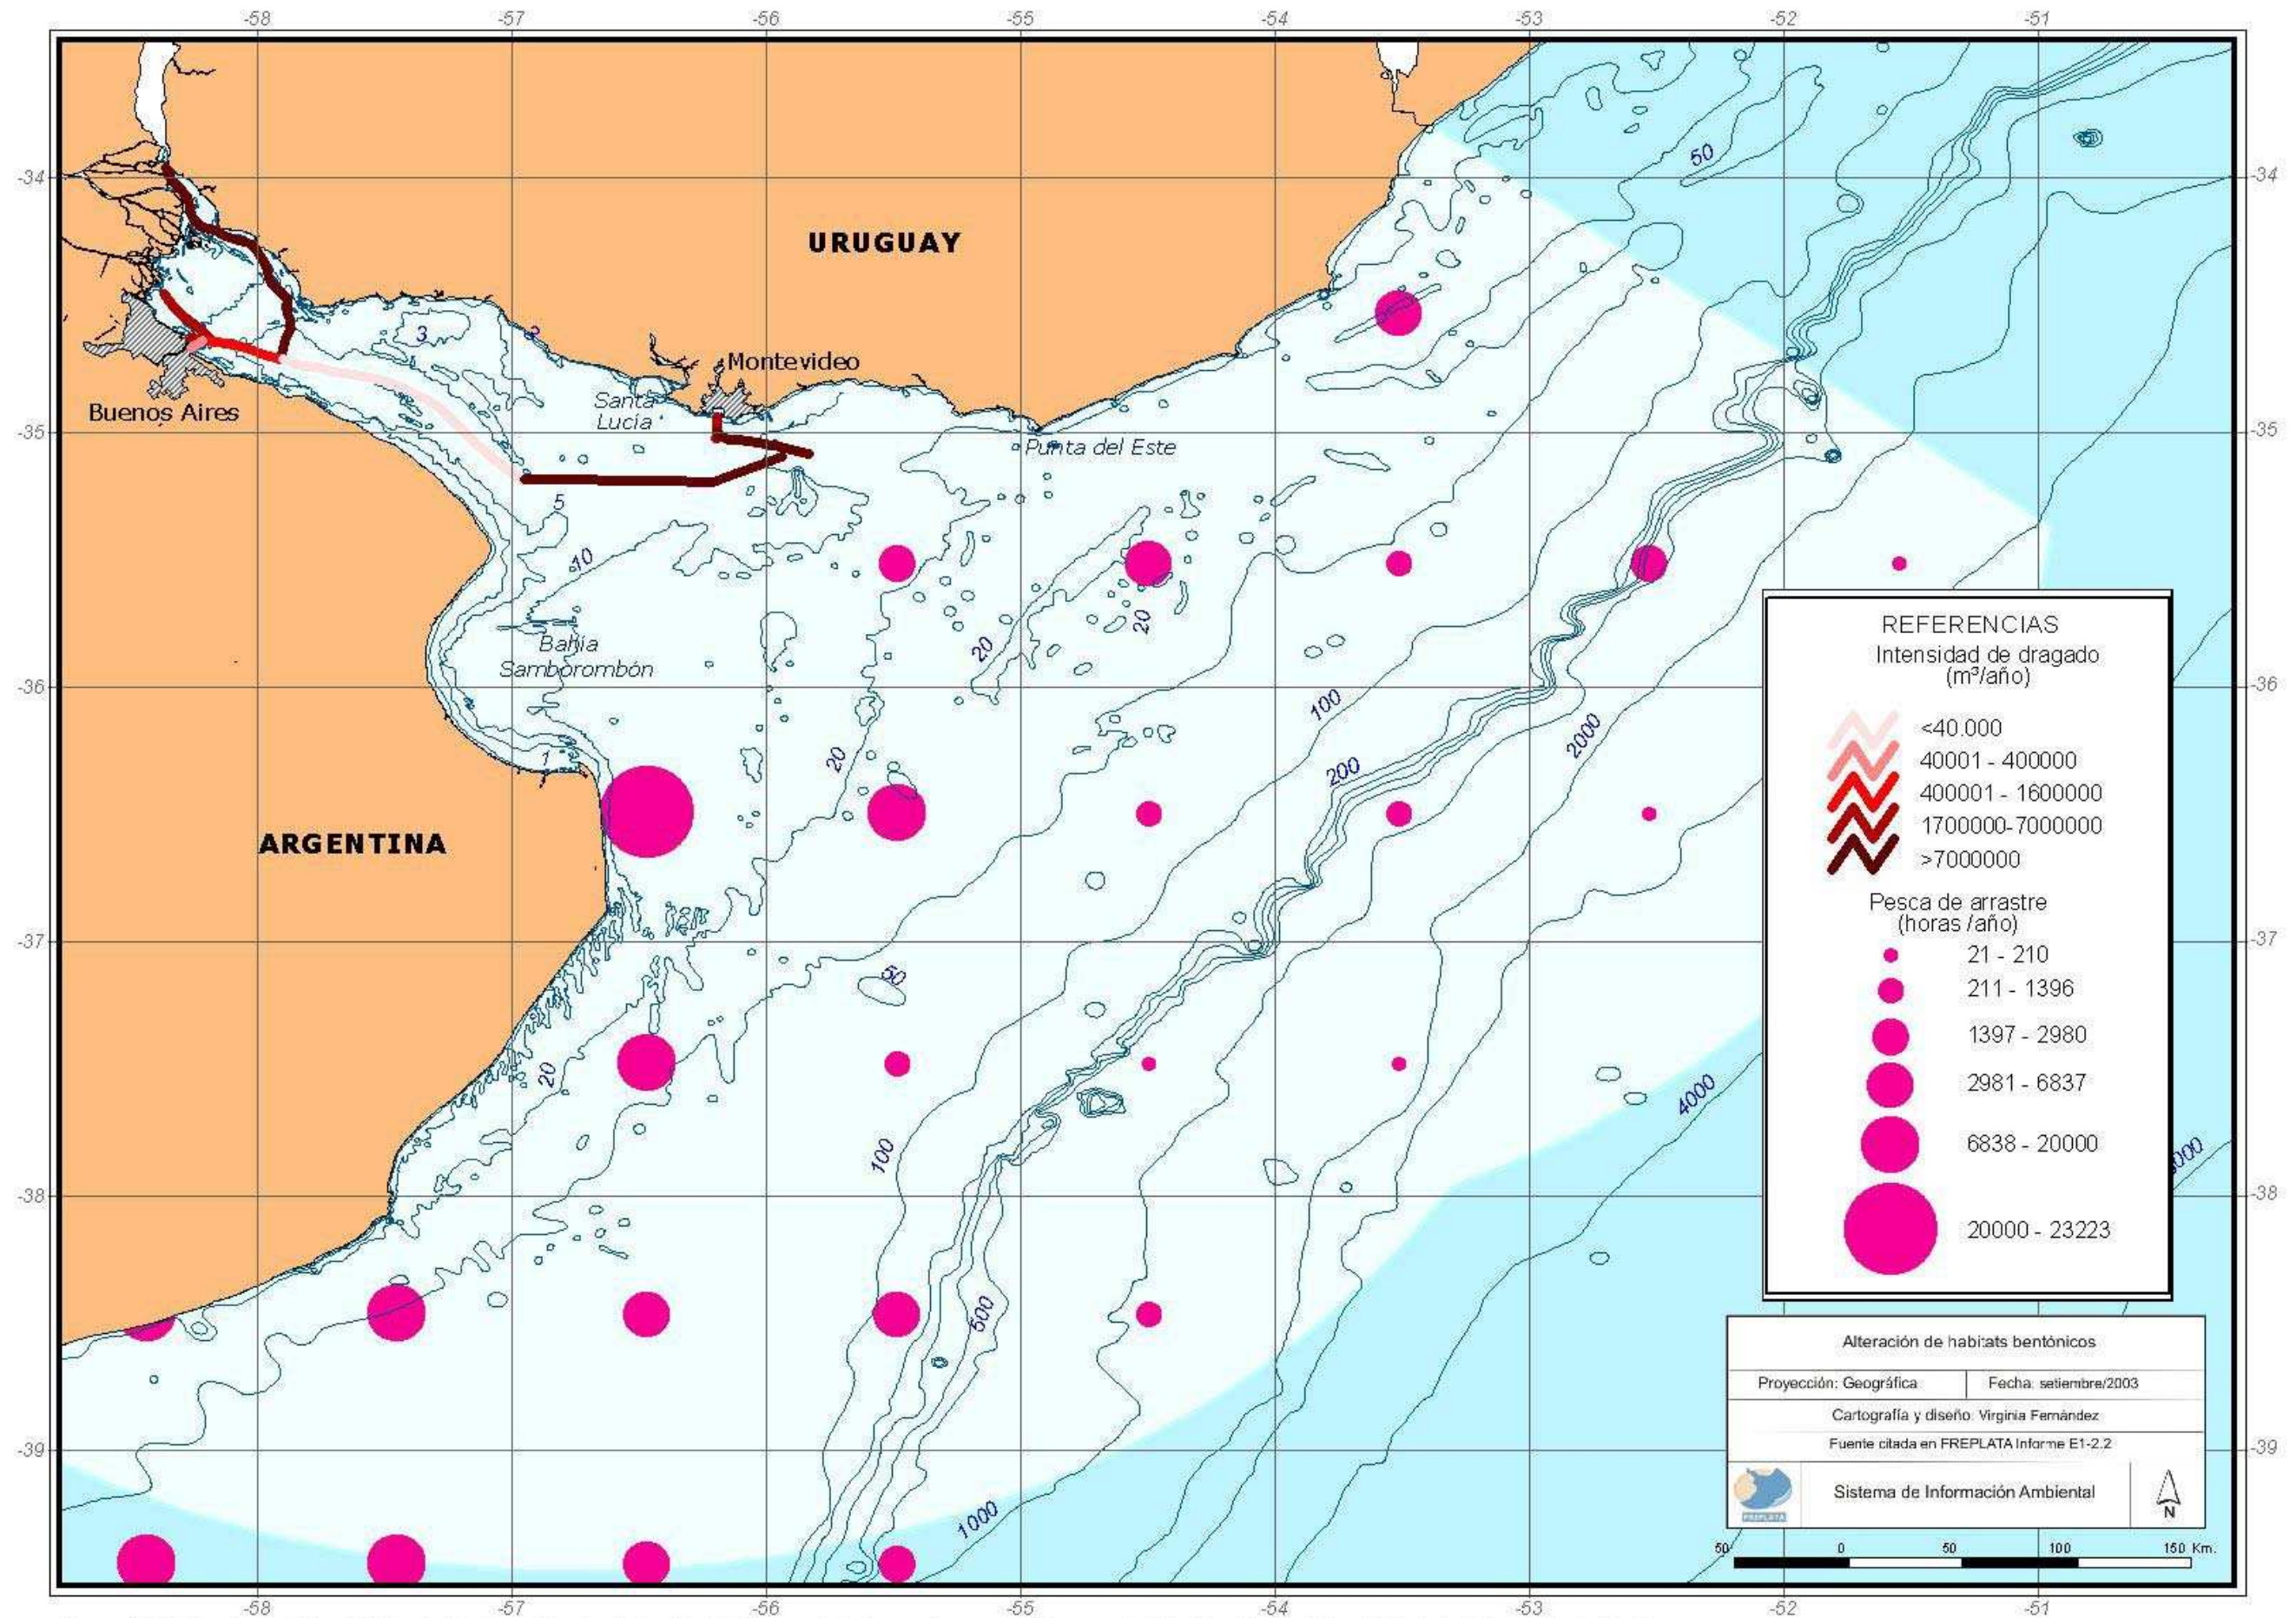 -58 -57 -56 -55 -54 -53 -52 -51
-34 -34
50
URUGUAY
3
2
Montevideo
Buenos Aires
Santa
Lucía
-35 -35
Punta del Este
5
10
20
20
Bahía
Samborombón
-36 -36
100
2000
20
1
200
ARGENTINA
-37 -37
50
20
4000
100
-38 -38
500
-39 -39
1000
REFERENCIAS
Intensidad de dragado
(m³/año)
<40.000
40001 - 400000
400001 - 1600000
1700000-7000000
>7000000
Pesca de arrastre
(horas /año)
21 - 210
211 - 1396
1397 - 2980
2981 - 6837
6838 - 20000
20000 - 23223
Alteración de habitats bentónicos
Proyección: Geográfica Fecha: setiembre/2003
Cartografía y diseño: Virginia Fernández
Fuente citada en FREPLATA Informe E1-2.2
FREPLATA
Sistema de Información Ambiental
N
50 0 50 100 150 Km.
-58 -57 -56 -55 -54 -53 -52 -51